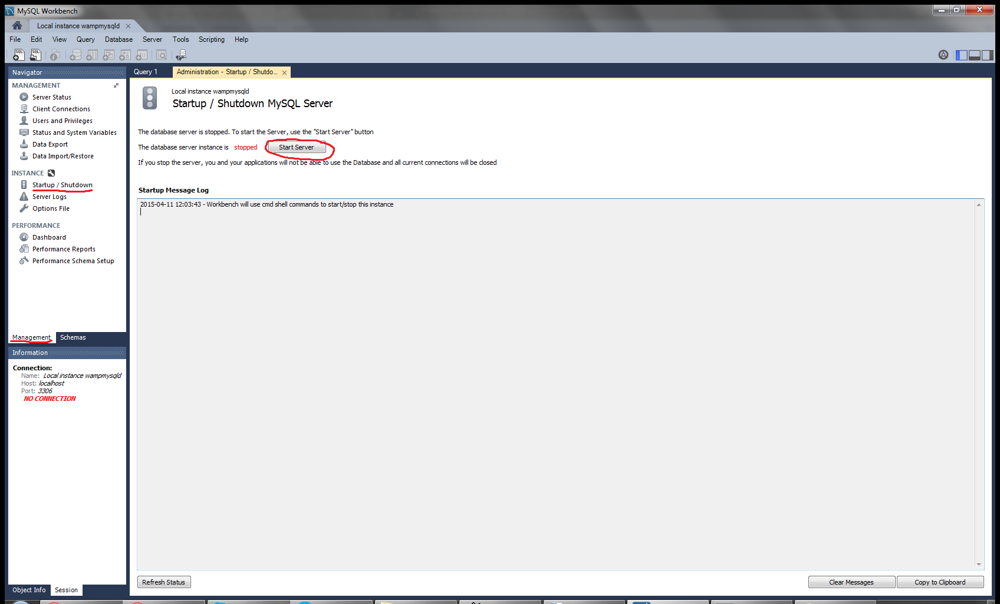 MySQL Workbench
Local instance wampmysqld
File Edit View Query Database Server Tools Scripting Help
Navigator
MANAGEMENT
Server Status
Client Connections
Users and Privileges
Status and System Variables
Data Export
Data Import/Restore
INSTANCE
Startup / Shutdown
Server Logs
Options File
PERFORMANCE
Dashboard
Performance Reports
Performance Schema Setup
Management Schemas
Information
Connection:
Name: Local instance wampmysqld
Host: localhost
Port: 3306
NO CONNECTION
Object Info Session
Query 1 Administration - Startup / Shutdo...
Local instance wampmysqld
Startup / Shutdown MySQL Server
The database server is stopped. To start the Server, use the "Start Server" button
The database server instance is stopped Start Server
If you stop the server, you and your applications will not be able to use the Database and all current connections will be closed
Startup Message Log
2015-04-11 12:03:43 - Workbench will use cmd shell commands to start/stop this instance
Refresh Status Clear Messages Copy to Clipboard